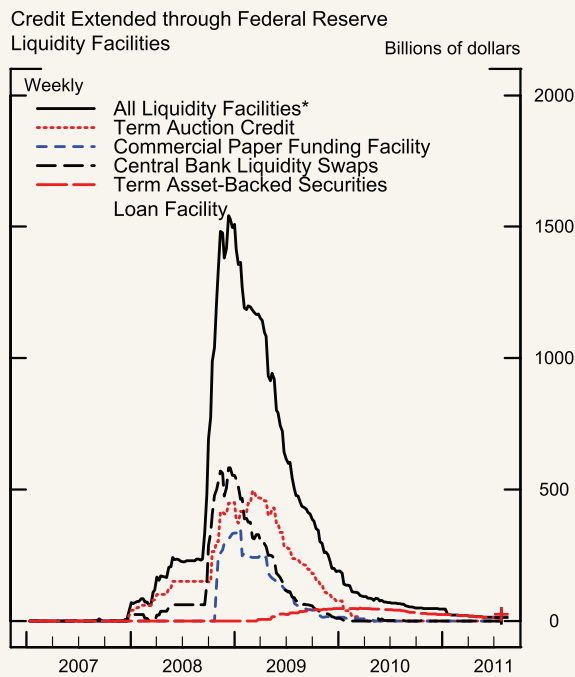 Credit Extended through Federal Reserve
Liquidity Facilities
Billions of dollars
Weekly
All Liquidity Facilities*
Term Auction Credit
Commercial Paper Funding Facility
Central Bank Liquidity Swaps
Term Asset-Backed Securities
Loan Facility
2000
1500
1000
500
0
2007 2008 2009 2010 2011